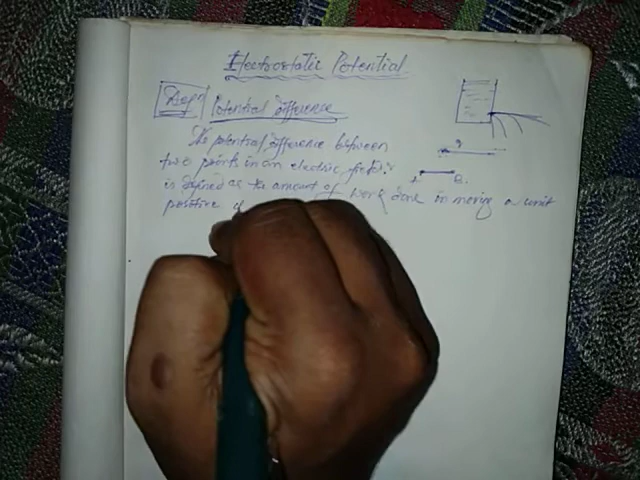 Electrostatic Potential
Defn Potential difference
The potential difference between
two points in an electric field
is defined as the amount of work done in moving a unit
positive
A B